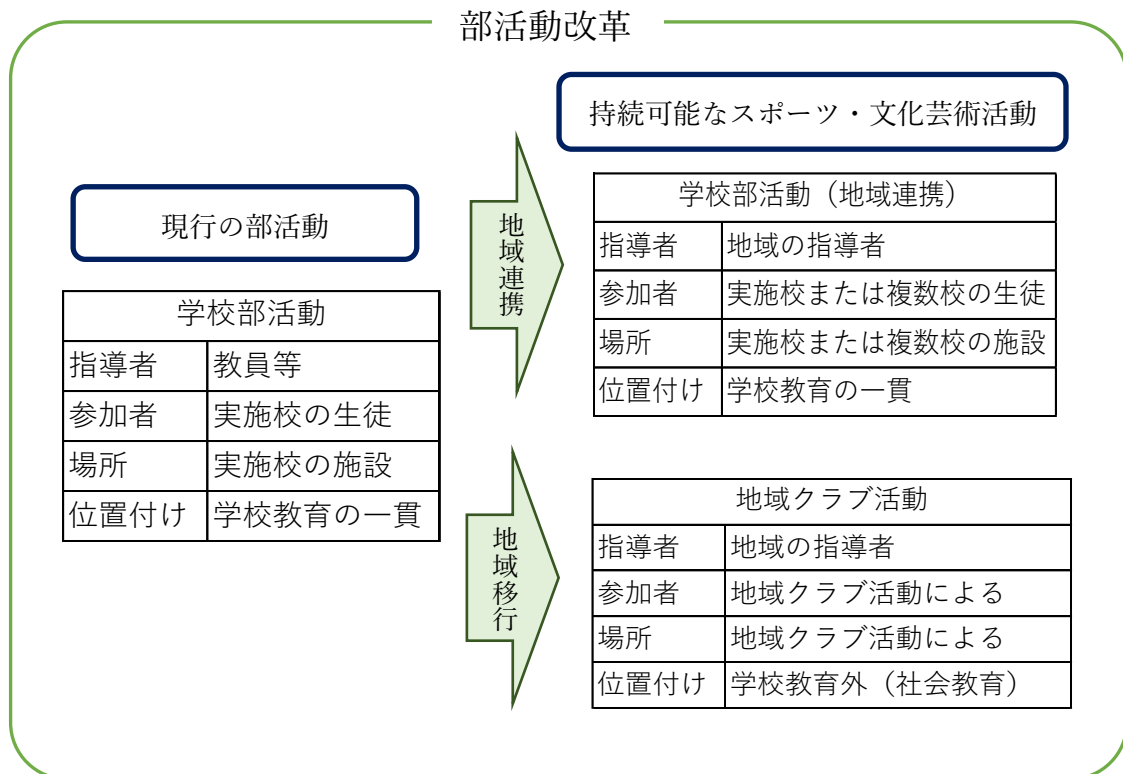 部活動改革
現行の部活動
学校部活動
指導者 教員等
参加者 実施校の生徒
場所 実施校の施設
位置付け 学校教育の一貫
地域連携
地域移行
持続可能なスポーツ・文化芸術活動
学校部活動（地域連携）
指導者 地域の指導者
参加者 実施校または複数校の生徒
場所 実施校または複数校の施設
位置付け 学校教育の一貫
地域クラブ活動
指導者 地域の指導者
参加者 地域クラブ活動による
場所 地域クラブ活動による
位置付け 学校教育外（社会教育）